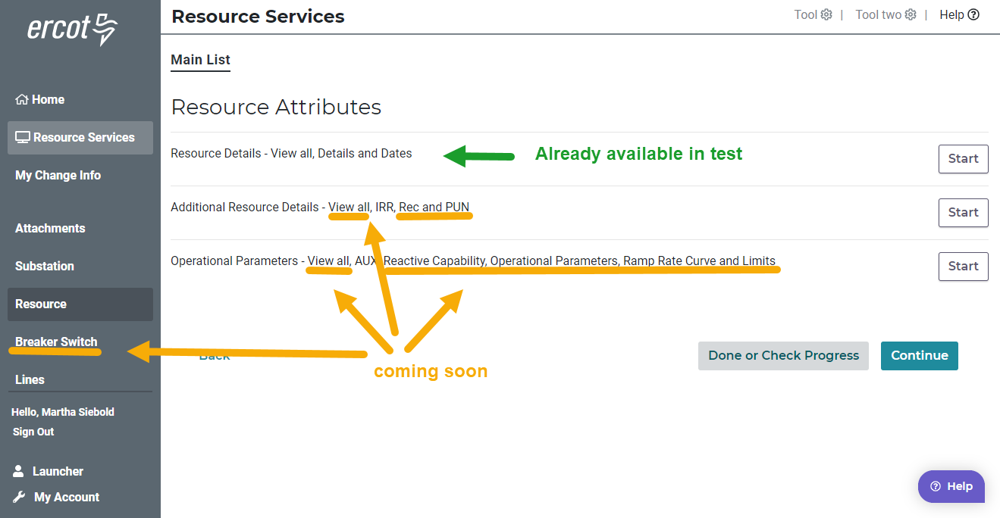 ercot
Resource Services
Tool | Tool two | Help
Home
Resource Services
My Change Info
Attachments
Substation
Resource
Breaker Switch
Lines
Hello, Martha Siebold
Sign Out
Launcher
My Account
Main List
Resource Attributes
Resource Details - View all, Details and Dates
Already available in test
Start
Additional Resource Details - View all, IRR, Rec and PUN
Start
Operational Parameters - View all, AUX, Reactive Capability, Operational Parameters, Ramp Rate Curve and Limits
Start
Back
coming soon
Done or Check Progress
Continue
Help